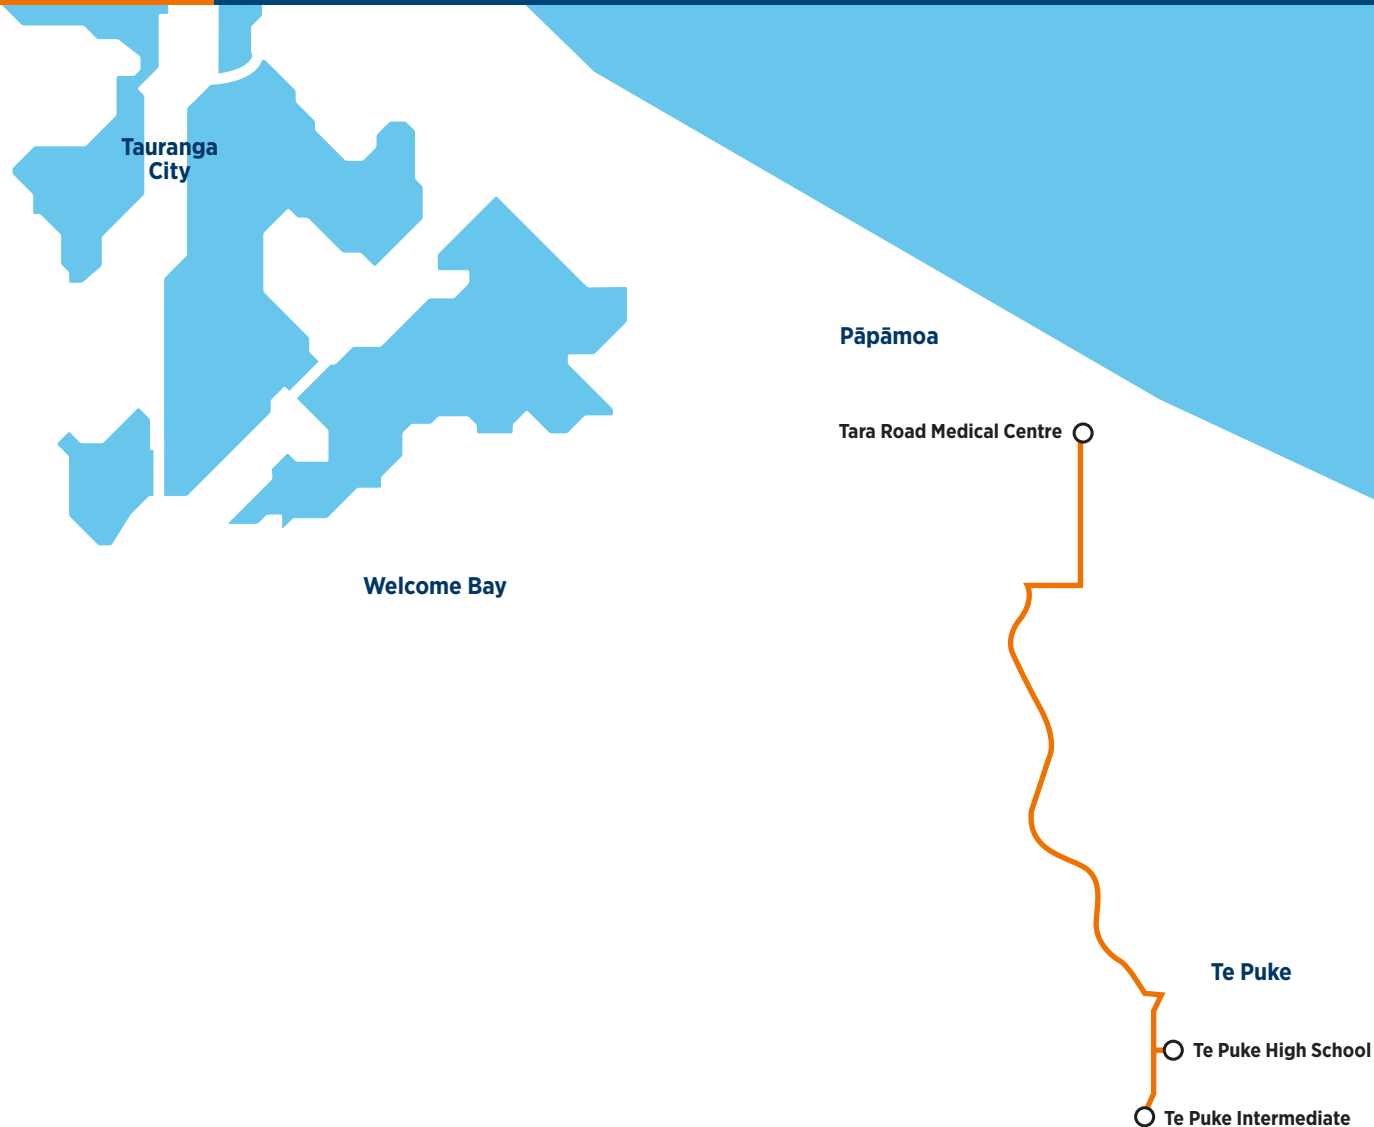 Tauranga
City
Pāpāmoa
Tara Road Medical Centre
Welcome Bay
Te Puke
Te Puke High School
Te Puke Intermediate